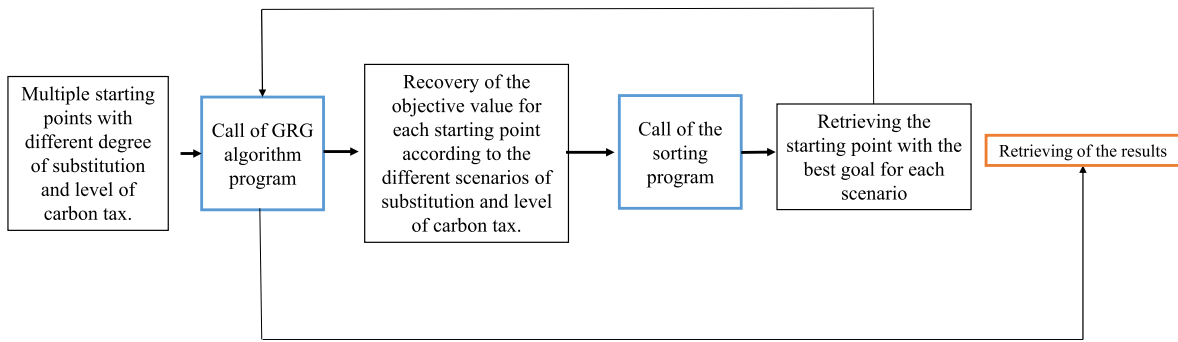 Multiple starting
points with
different degree
of substitution
and level of
carbon tax.
Call of GRG
algorithm
program
Recovery of the
objective value for
each starting point
according to the
different scenarios of
substitution and level
of carbon tax.
Call of the
sorting
program
Retrieving the
starting point with the
best goal for each
scenario
Retrieving of the results